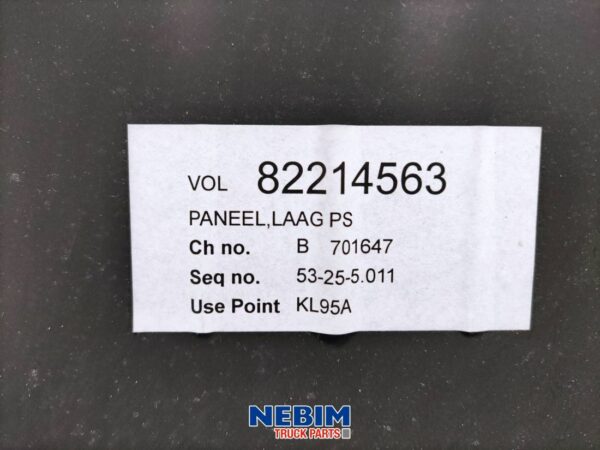 VOL 82214563
PANEEL,LAAG PS
Ch no. B 701647
Seq no. 53-25-5.011
Use Point KL95A
NEBIM
TRUCK PARTS